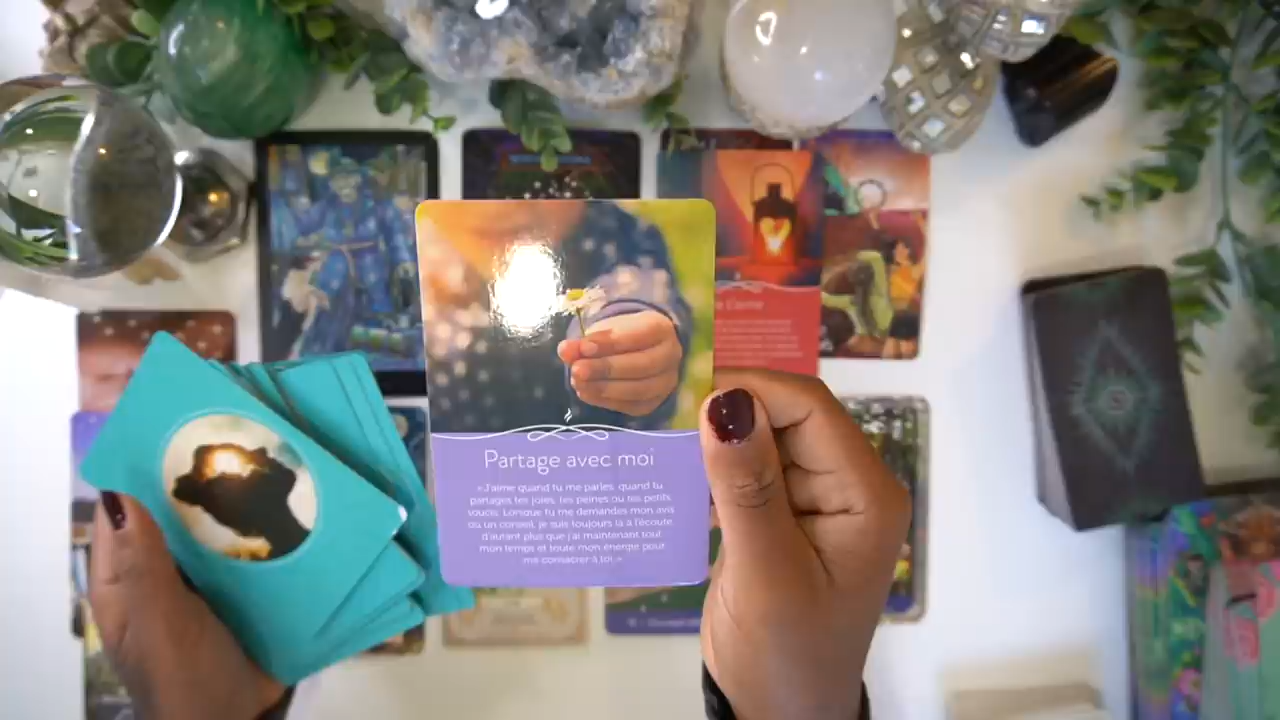 Partage avec moi
«J'aime quand tu me parles, quand tu
partages tes joies, tes peines ou tes petits
soucis. Lorsque tu me demandes mon avis
ou un conseil, je suis toujours là à l'écoute,
d'autant plus que j'ai maintenant tout
mon temps et toute mon énergie pour
me consacrer à toi.»